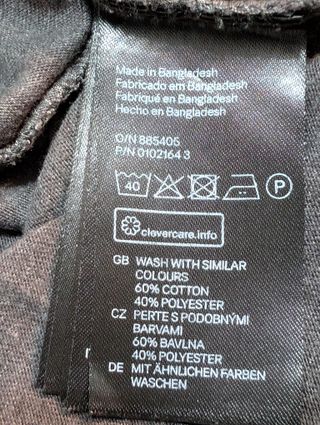 Made in Bangladesh
Fabricado em Bangladesh
Fabriqué en Bangladesh
Hecho en Bangladesh
O/N 885405
P/N 0102164 3
40 P
clevercare.info
GB WASH WITH SIMILAR
COLOURS
60% COTTON
40% POLYESTER
CZ PERTE S PODOBNÝMI
BARVAMI
60% BAVLNA
40% POLYESTER
DE MIT ÄHNLICHEN FARBEN
WASCHEN